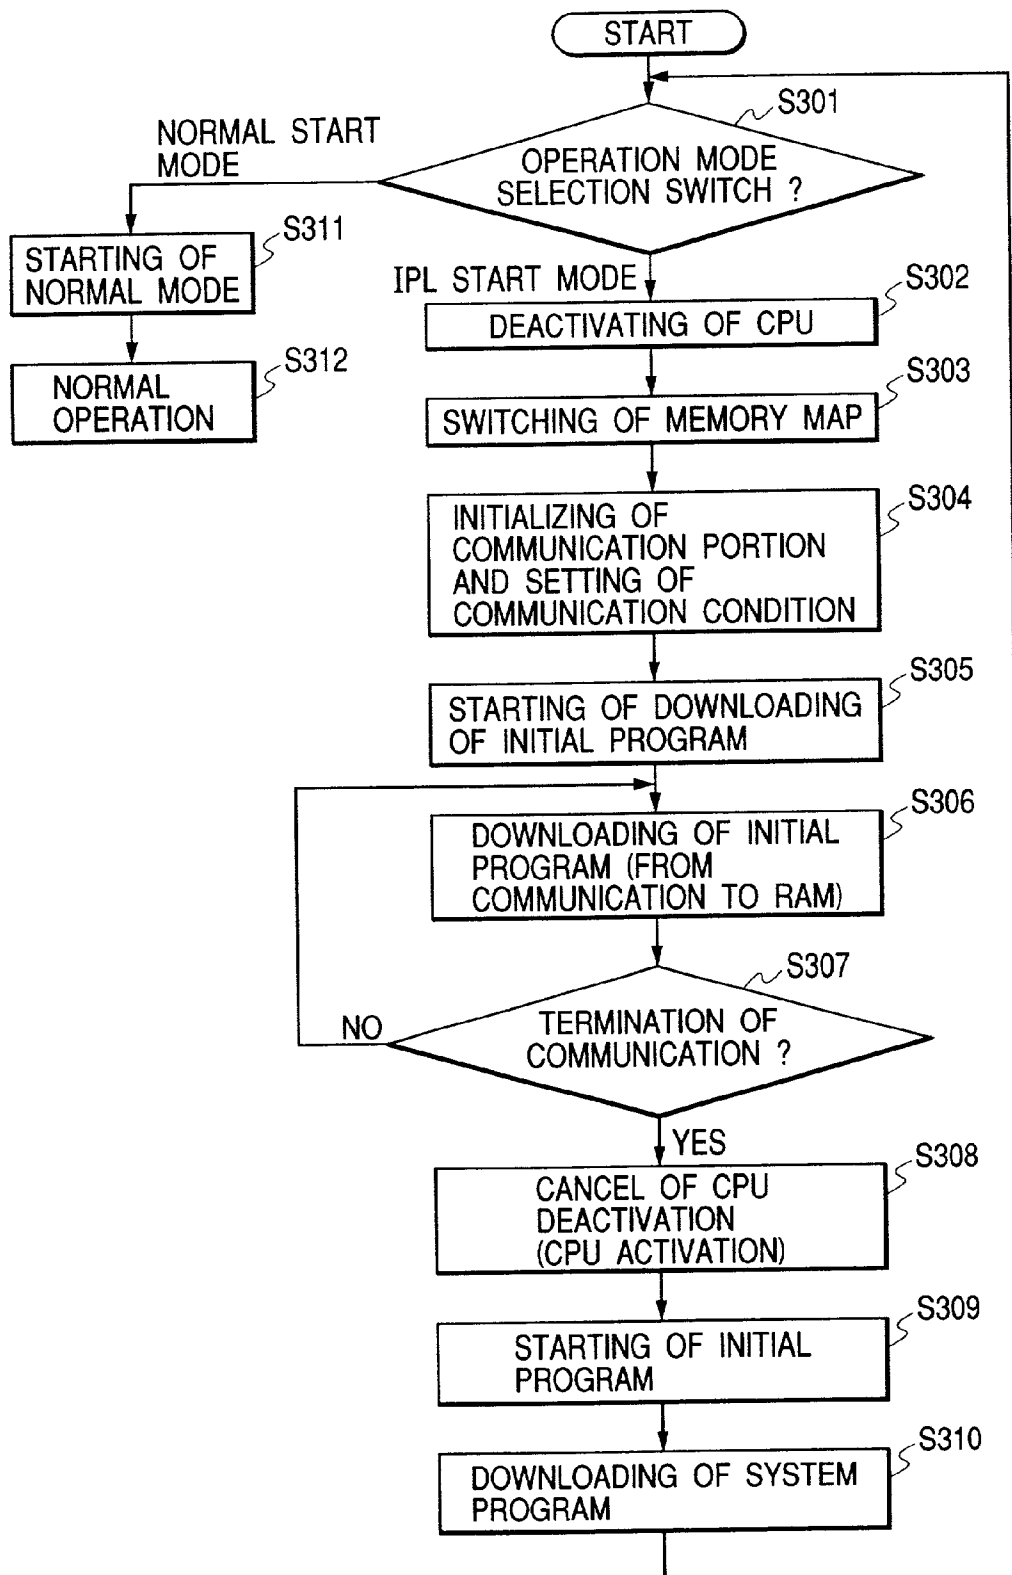 START
S301
OPERATION MODE
SELECTION SWITCH ?
NORMAL START
MODE
S311
STARTING OF
NORMAL MODE
S312
NORMAL
OPERATION
IPL START MODE
S302
DEACTIVATING OF CPU
S303
SWITCHING OF MEMORY MAP
S304
INITIALIZING OF
COMMUNICATION PORTION
AND SETTING OF
COMMUNICATION CONDITION
S305
STARTING OF DOWNLOADING
OF INITIAL PROGRAM
S306
DOWNLOADING OF INITIAL
PROGRAM (FROM
COMMUNICATION TO RAM)
S307
TERMINATION OF
COMMUNICATION ?
NO
YES
S308
CANCEL OF CPU
DEACTIVATION
(CPU ACTIVATION)
S309
STARTING OF INITIAL
PROGRAM
S310
DOWNLOADING OF SYSTEM
PROGRAM